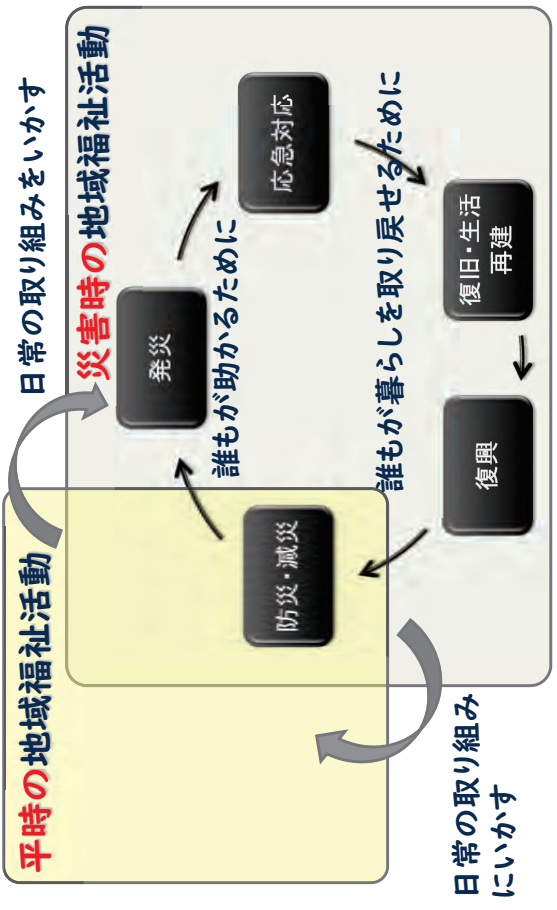 平時の地域福祉活動
日常の取り組みをいかす
災害時の地域福祉活動
発災
誰もが助かるために
応急対応
防災・減災
誰もが暮らしを取り戻せるために
復興
復旧・生活
再建
日常の取り組み
にいかす